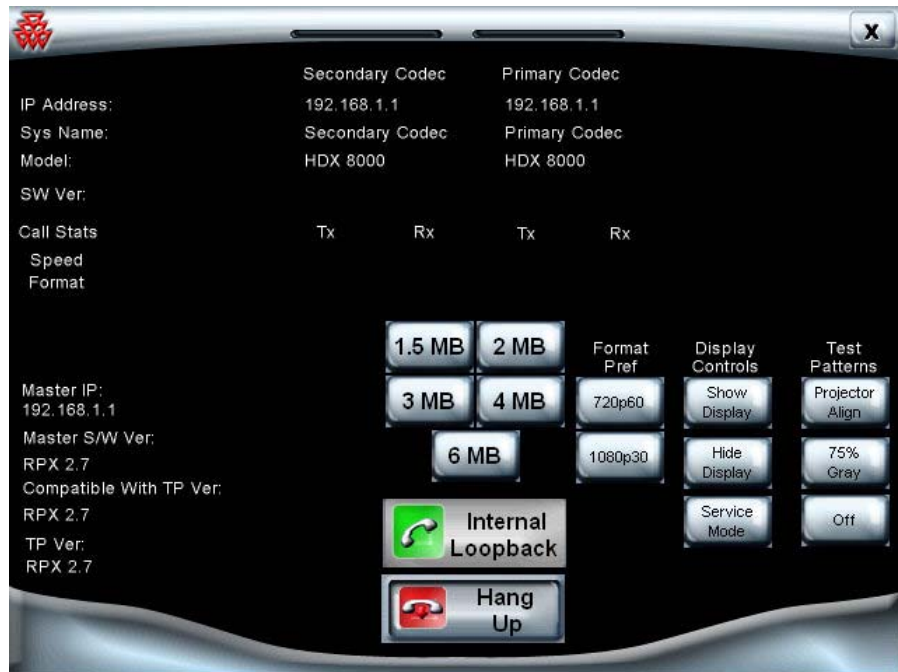 X
Secondary Codec Primary Codec
IP Address: 192.168.1.1 192.168.1.1
Sys Name: Secondary Codec Primary Codec
Model: HDX 8000 HDX 8000
SW Ver:
Call Stats Tx Rx Tx Rx
Speed
Format
1.5 MB 2 MB
3 MB 4 MB
6 MB
Format
Pref
720p60
1080p30
Display
Controls
Show
Display
Hide
Display
Service
Mode
Test
Patterns
Projector
Align
75%
Gray
Off
Master IP:
192.168.1.1
Master S/W Ver:
RPX 2.7
Compatible With TP Ver:
RPX 2.7
TP Ver:
RPX 2.7
Internal
Loopback
Hang
Up